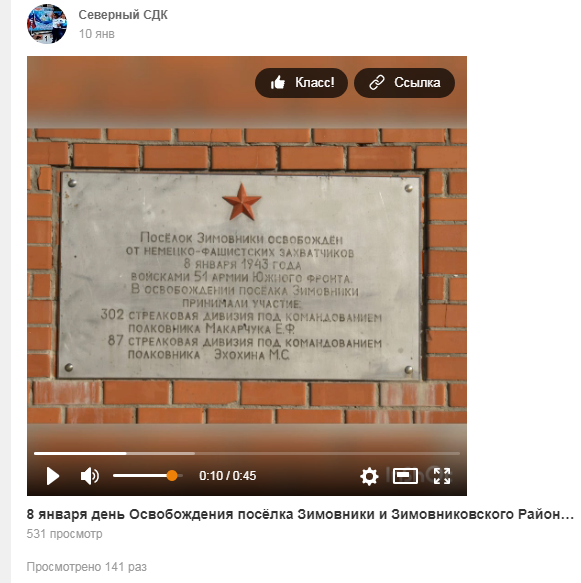 Северный СДК
10 янв
Класс!
Ссылка
Посёлок Зимовники освобождён
от немецко-фашистских захватчиков
8 января 1943 года
войсками 51 армии Южного фронта.
В освобождении посёлка Зимовники
принимали участие:
302 стрелковая дивизия под командованием
полковника Макарчука Е.Ф.
87 стрелковая дивизия под командованием
полковника Эхохина М.С.
0:10 / 0:45
8 января день Освобождения посёлка Зимовники и Зимовниковского Район…
531 просмотр
Просмотрено 141 раз